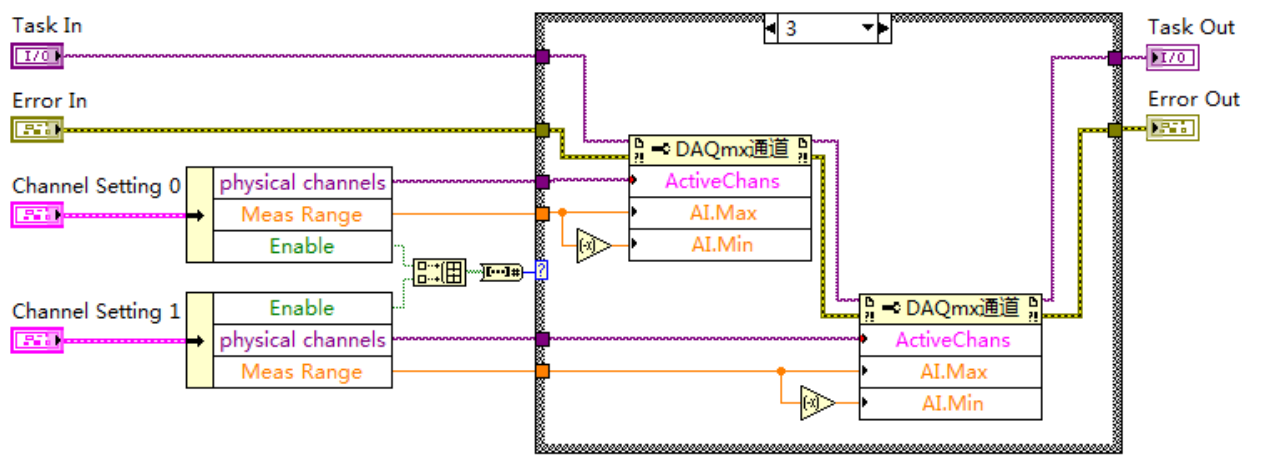 Task In
I/O
3
Task Out
I/O
Error In
Error Out
DAQmx通道
ActiveChans
AI.Max
AI.Min
Channel Setting 0
physical channels
Meas Range
Enable
?
Channel Setting 1
Enable
physical channels
Meas Range
DAQmx通道
ActiveChans
AI.Max
AI.Min